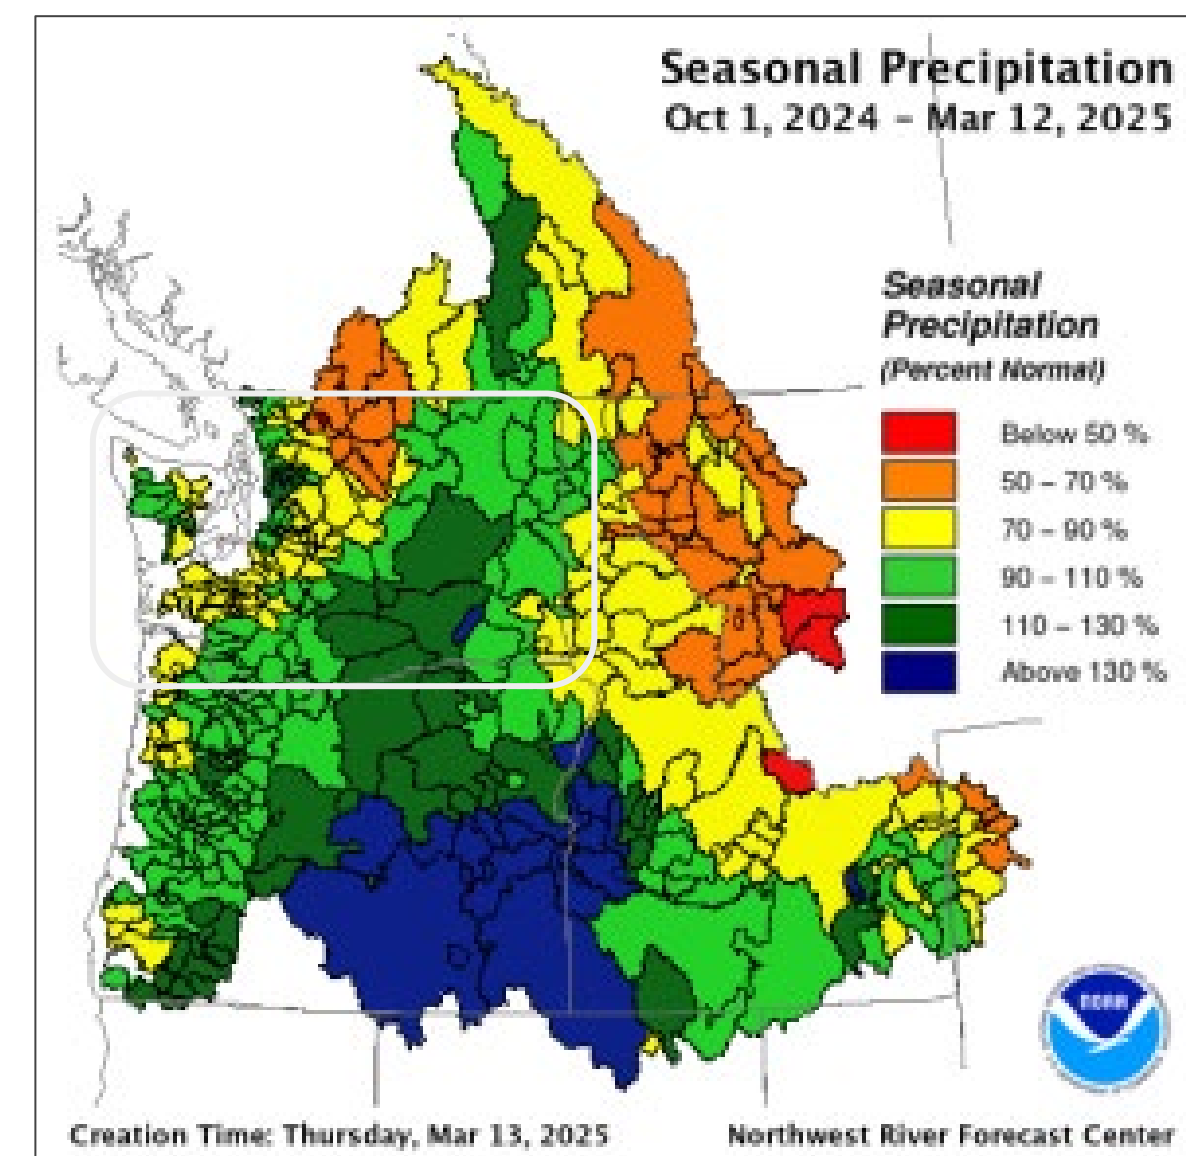 Seasonal Precipitation
Oct 1, 2024 – Mar 12, 2025
Seasonal
Precipitation
(Percent Normal)
Below 50 %
50 – 70 %
70 – 90 %
90 – 110 %
110 – 130 %
Above 130 %
NOAA
Creation Time: Thursday, Mar 13, 2025
Northwest River Forecast Center